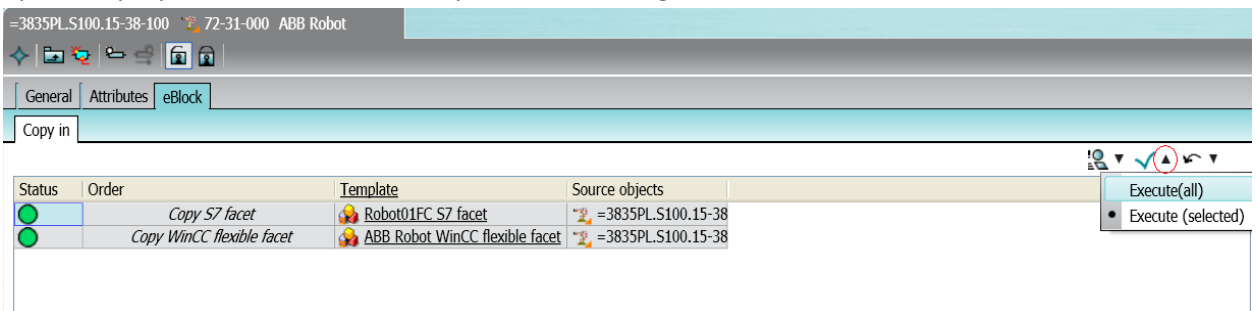 =3835PL.S100.15-38-100 72-31-000 ABB Robot
General Attributes eBlock
Copy in
Status Order Template Source objects
Copy S7 facet Robot01FC S7 facet =3835PL.S100.15-38
Copy WinCC flexible facet ABB Robot WinCC flexible facet =3835PL.S100.15-38
Execute(all)
Execute (selected)